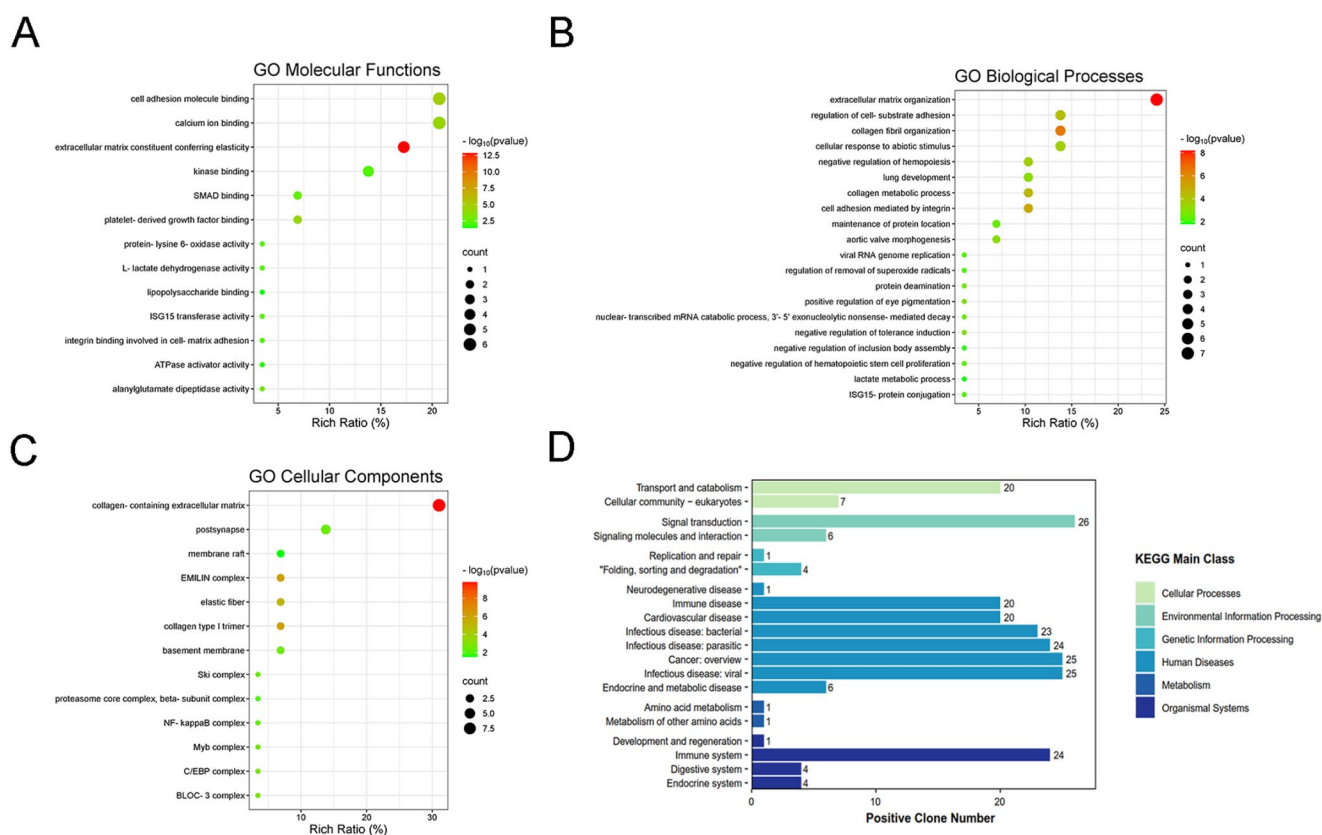 A
GO Molecular Functions
cell adhesion molecule binding
calcium ion binding
extracellular matrix constituent conferring elasticity
kinase binding
SMAD binding
platelet- derived growth factor binding
protein- lysine 6- oxidase activity
L- lactate dehydrogenase activity
lipopolysaccharide binding
ISG15 transferase activity
integrin binding involved in cell- matrix adhesion
ATPase activator activity
alanylglutamate dipeptidase activity
5 10 15 20
Rich Ratio (%)
- log10(pvalue)
12.5
10.0
7.5
5.0
2.5
count
1
2
3
4
5
6
B
GO Biological Processes
extracellular matrix organization
regulation of cell- substrate adhesion
collagen fibril organization
cellular response to abiotic stimulus
negative regulation of hemopoiesis
lung development
collagen metabolic process
cell adhesion mediated by integrin
maintenance of protein location
aortic valve morphogenesis
viral RNA genome replication
regulation of removal of superoxide radicals
protein deamination
positive regulation of eye pigmentation
nuclear- transcribed mRNA catabolic process, 3'- 5' exonucleolytic nonsense- mediated decay
negative regulation of tolerance induction
negative regulation of inclusion body assembly
negative regulation of hematopoietic stem cell proliferation
lactate metabolic process
ISG15- protein conjugation
5 10 15 20 25
Rich Ratio (%)
- log10(pvalue)
8
6
4
2
count
1
2
3
4
5
6
7
C
GO Cellular Components
collagen- containing extracellular matrix
postsynapse
membrane raft
EMILIN complex
elastic fiber
collagen type I trimer
basement membrane
Ski complex
proteasome core complex, beta- subunit complex
NF- kappaB complex
Myb complex
C/EBP complex
BLOC- 3 complex
10 20 30
Rich Ratio (%)
- log10(pvalue)
8
6
4
2
count
2.5
5.0
7.5
D
Transport and catabolism 20
Cellular community − eukaryotes 7
Signal transduction 26
Signaling molecules and interaction 6
Replication and repair 1
"Folding, sorting and degradation" 4
Neurodegenerative disease 1
Immune disease 20
Cardiovascular disease 20
Infectious disease: bacterial 23
Infectious disease: parasitic 24
Cancer: overview 25
Infectious disease: viral 25
Endocrine and metabolic disease 6
Amino acid metabolism 1
Metabolism of other amino acids 1
Development and regeneration 1
Immune system 24
Digestive system 4
Endocrine system 4
0 10 20
Positive Clone Number
KEGG Main Class
Cellular Processes
Environmental Information Processing
Genetic Information Processing
Human Diseases
Metabolism
Organismal Systems